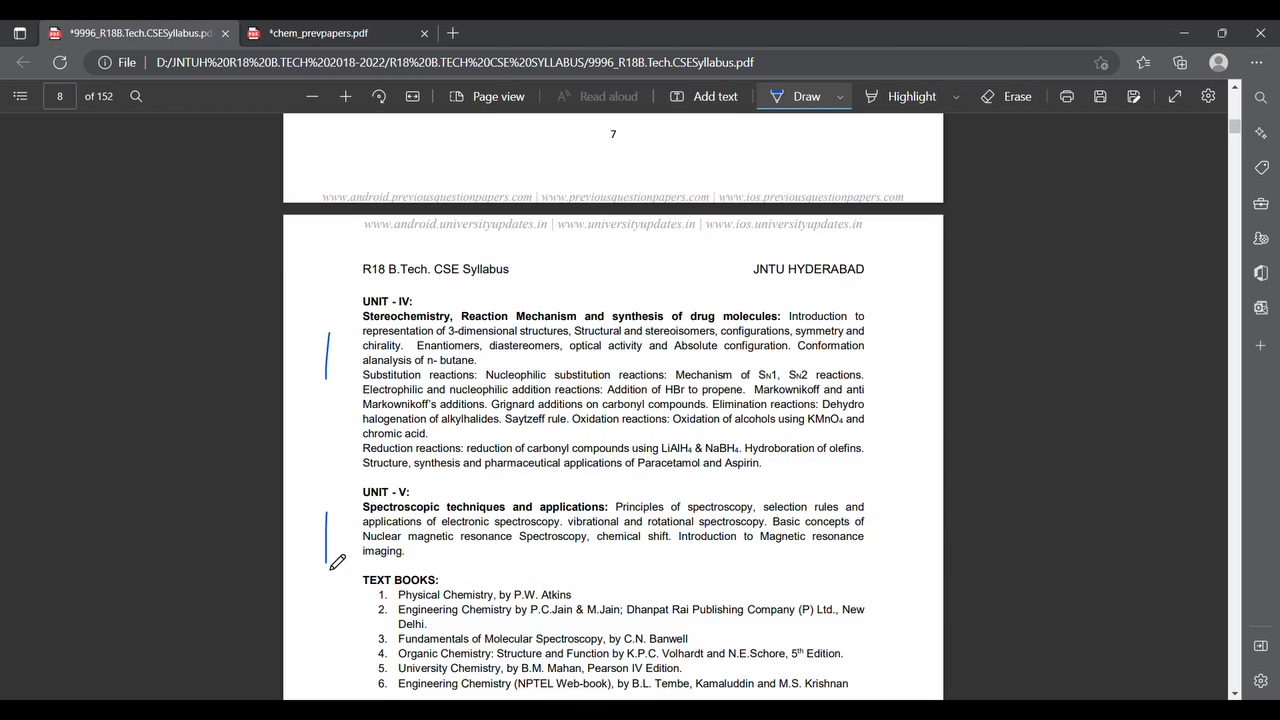 *9996_R18B.Tech.CSESyllabus.pd
*chem_prevpapers.pdf
File
D:/JNTUH%20R18%20B.TECH%202018-2022/R18%20B.TECH%20CSE%20SYLLABUS/9996_R18B.Tech.CSESyllabus.pdf
8 of 152
Page view
Read aloud
Add text
Draw
Highlight
Erase
7
www.android.previousquestionpapers.com | www.previousquestionpapers.com | www.ios.previousquestionpapers.com
www.android.universityupdates.in | www.universityupdates.in | www.ios.universityupdates.in
R18 B.Tech. CSE Syllabus JNTU HYDERABAD
UNIT - IV:
Stereochemistry, Reaction Mechanism and synthesis of drug molecules: Introduction to
representation of 3-dimensional structures, Structural and stereoisomers, configurations, symmetry and
chirality. Enantiomers, diastereomers, optical activity and Absolute configuration. Conformation
alanalysis of n- butane.
Substitution reactions: Nucleophilic substitution reactions: Mechanism of SN1, SN2 reactions.
Electrophilic and nucleophilic addition reactions: Addition of HBr to propene. Markownikoff and anti
Markownikoff's additions. Grignard additions on carbonyl compounds. Elimination reactions: Dehydro
halogenation of alkylhalides. Saytzeff rule. Oxidation reactions: Oxidation of alcohols using KMnO4 and
chromic acid.
Reduction reactions: reduction of carbonyl compounds using LiAlH4 & NaBH4. Hydroboration of olefins.
Structure, synthesis and pharmaceutical applications of Paracetamol and Aspirin.
UNIT - V:
Spectroscopic techniques and applications: Principles of spectroscopy, selection rules and
applications of electronic spectroscopy. vibrational and rotational spectroscopy. Basic concepts of
Nuclear magnetic resonance Spectroscopy, chemical shift. Introduction to Magnetic resonance
imaging.
TEXT BOOKS:
1. Physical Chemistry, by P.W. Atkins
2. Engineering Chemistry by P.C.Jain & M.Jain; Dhanpat Rai Publishing Company (P) Ltd., New
Delhi.
3. Fundamentals of Molecular Spectroscopy, by C.N. Banwell
4. Organic Chemistry: Structure and Function by K.P.C. Volhardt and N.E.Schore, 5th Edition.
5. University Chemistry, by B.M. Mahan, Pearson IV Edition.
6. Engineering Chemistry (NPTEL Web-book), by B.L. Tembe, Kamaluddin and M.S. Krishnan